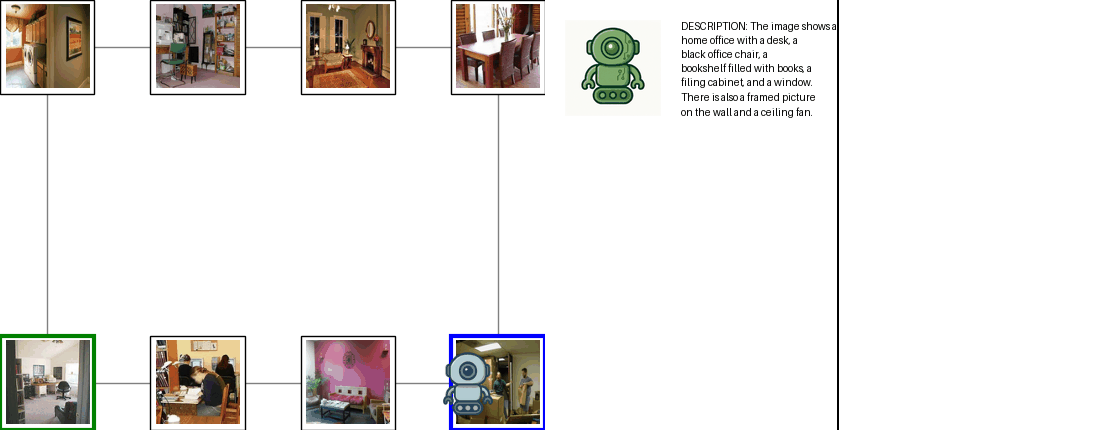 DESCRIPTION: The image shows a
home office with a desk, a
black office chair, a
bookshelf filled with books, a
filing cabinet, and a window.
There is also a framed picture
on the wall and a ceiling fan.